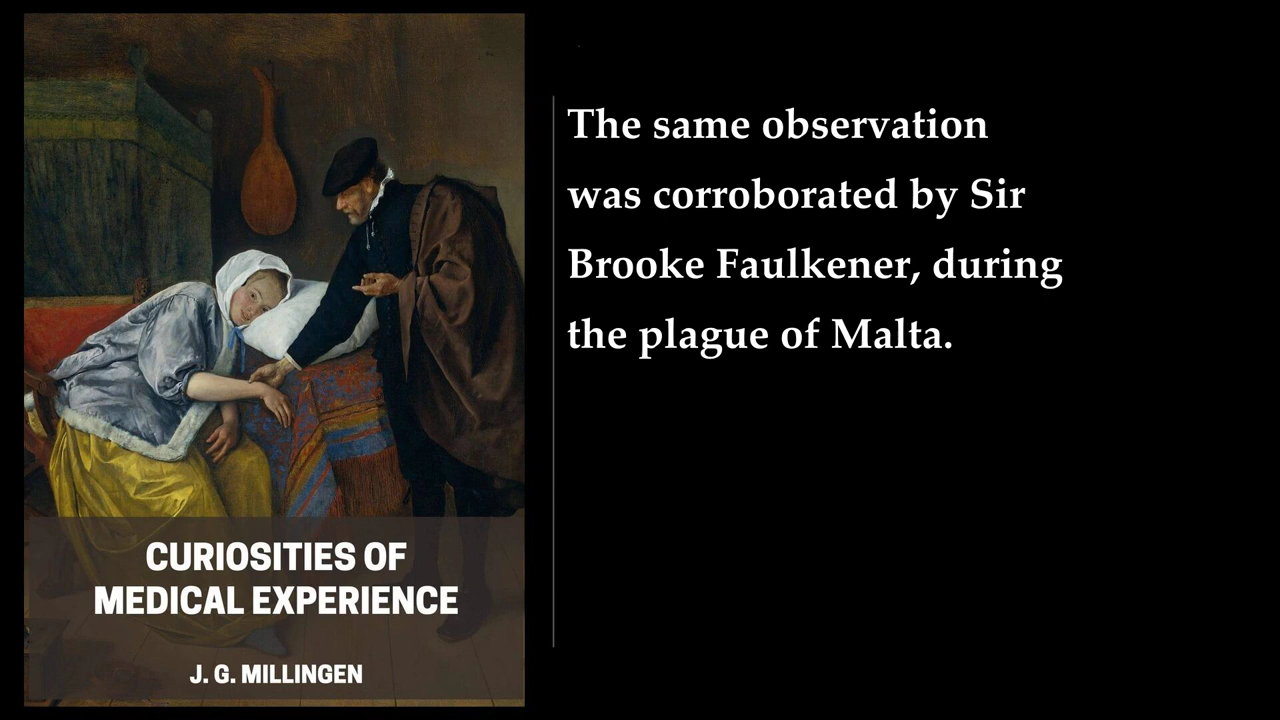 The same observation
was corroborated by Sir
Brooke Faulkener, during
the plague of Malta.
CURIOSITIES OF
MEDICAL EXPERIENCE
J. G. MILLINGEN